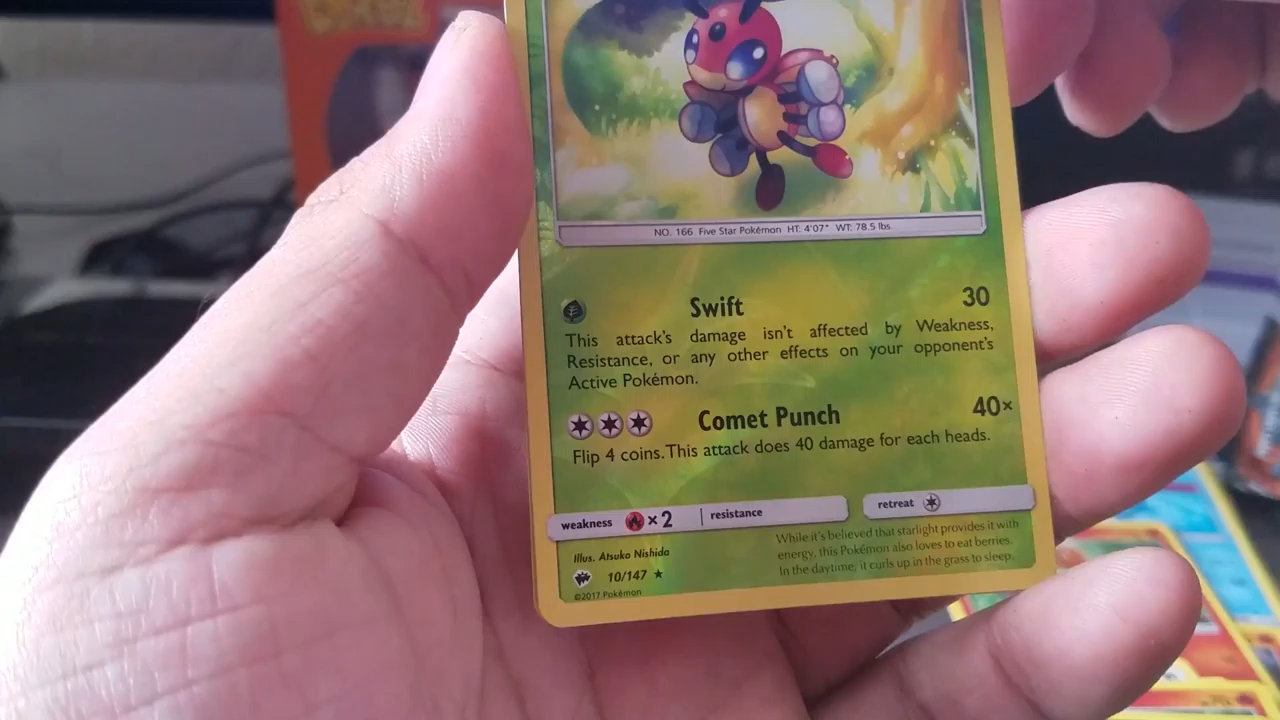 NO. 166 Five Star Pokémon HT: 4'07" WT: 78.5 lbs.
Swift 30
This attack's damage isn't affected by Weakness,
Resistance, or any other effects on your opponent's
Active Pokémon.
Comet Punch 40×
Flip 4 coins. This attack does 40 damage for each heads.
weakness ×2 resistance
retreat
While it's believed that starlight provides it with
energy, this Pokémon also loves to eat berries.
In the daytime, it curls up in the grass to sleep.
Illus. Atsuko Nishida
10/147 ★
©2017 Pokémon